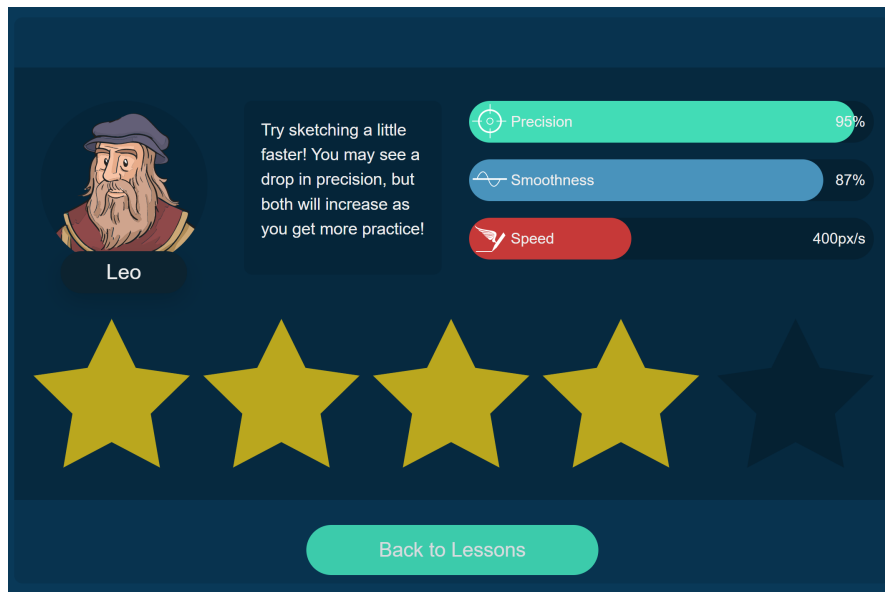 Try sketching a little
faster! You may see a
drop in precision, but
both will increase as
you get more practice!
Leo
Precision 95%
Smoothness 87%
Speed 400px/s
Back to Lessons